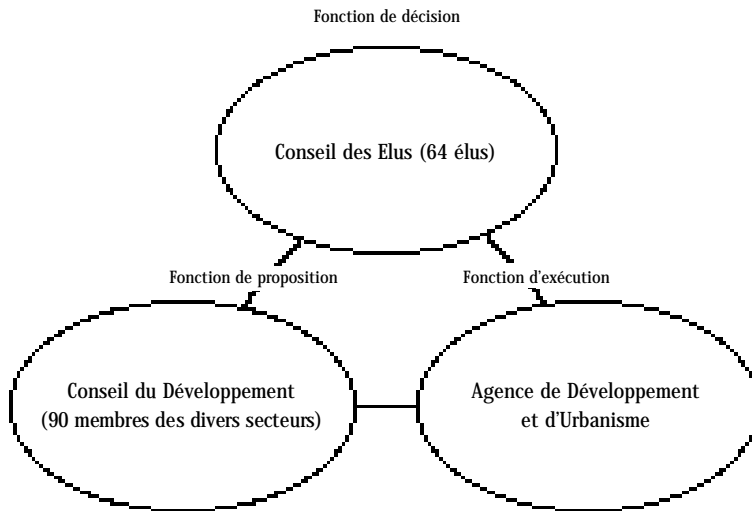 Fonction de décision
Conseil des Elus (64 élus)
Fonction de proposition
Fonction d'exécution
Conseil du Développement
(90 membres des divers secteurs)
Agence de Développement
et d'Urbanisme